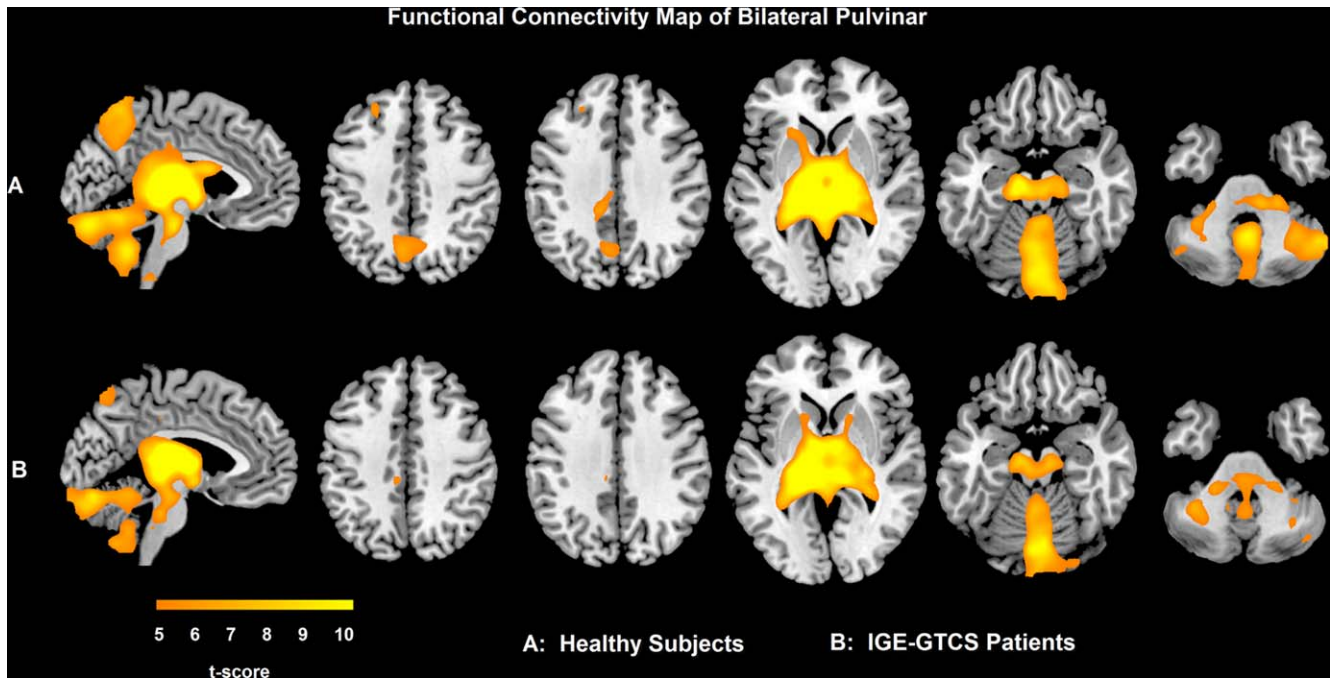 Functional Connectivity Map of Bilateral Pulvinar
A
B
5 6 7 8 9 10
t-score
A: Healthy Subjects
B: IGE-GTCS Patients